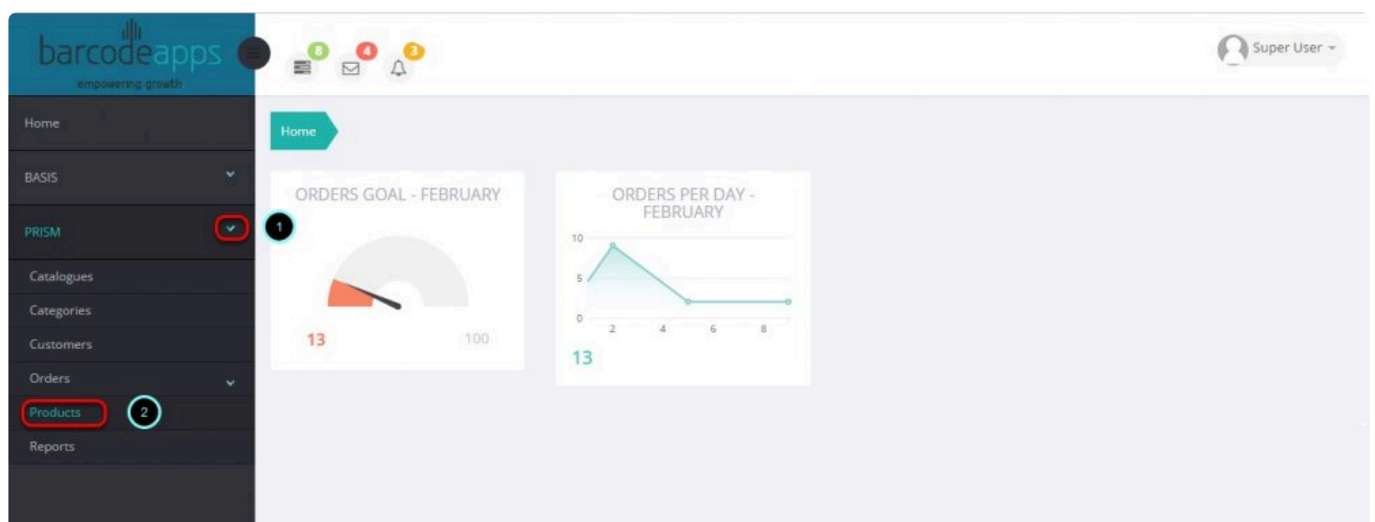 barcodeapps
empowering growth
8
4
3
Super User
Home
BASIS
PRISM
1
Catalogues
Categories
Customers
Orders
Products
2
Reports
Home
ORDERS GOAL - FEBRUARY
13
100
ORDERS PER DAY -
FEBRUARY
10
5
0
2 4 6 8
13